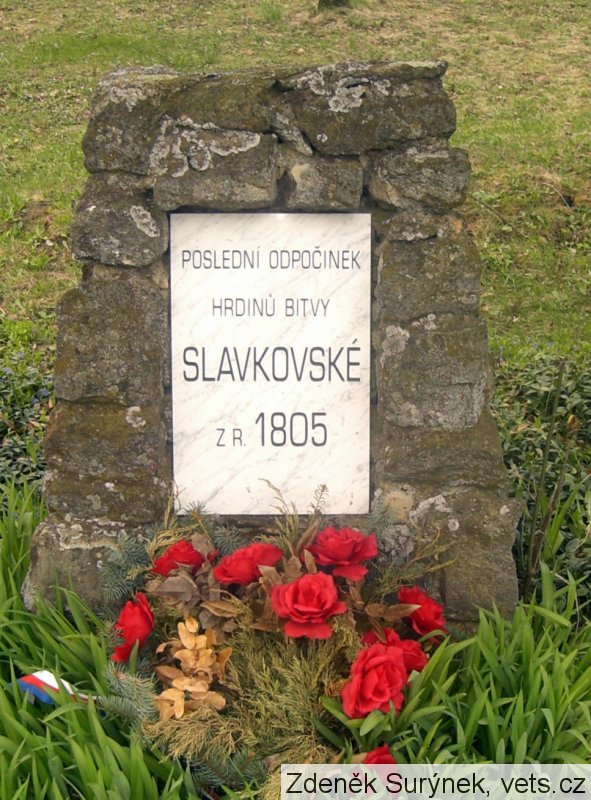 POSLEDNÍ ODPOČINEK
HRDINŮ BITVY
SLAVKOVSKÉ
Z R. 1805
Zdeněk Surýnek, vets.cz